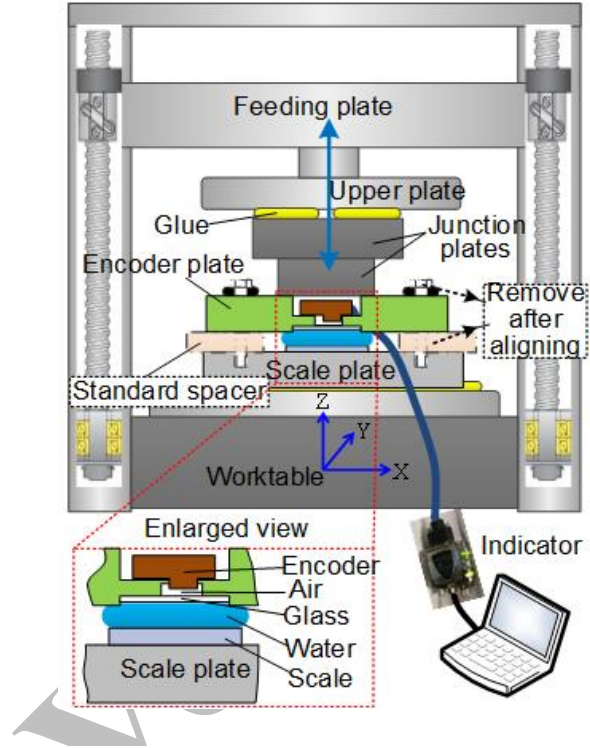 Feeding plate
Upper plate
Glue
Junction
plates
Encoder plate
Remove
after
aligning
Scale plate
Standard spacer
Z
Y
X
Worktable
Enlarged view
Indicator
Encoder
Air
Glass
Water
Scale plate
Scale